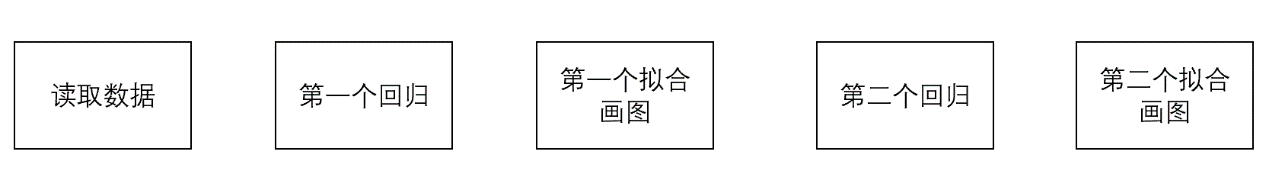 读取数据
第一个回归
第一个拟合
画图
第二个回归
第二个拟合
画图